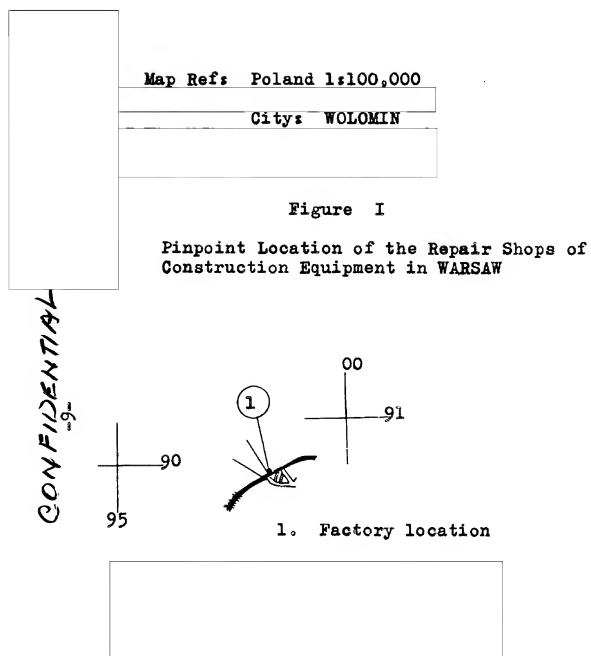 Map Ref: Poland 1:100,000
City: WOLOMIN
Figure I
Pinpoint Location of the Repair Shops of
Construction Equipment in WARSAW
CONFIDENTIAL
-9-
00
1
91
90
95
1. Factory location